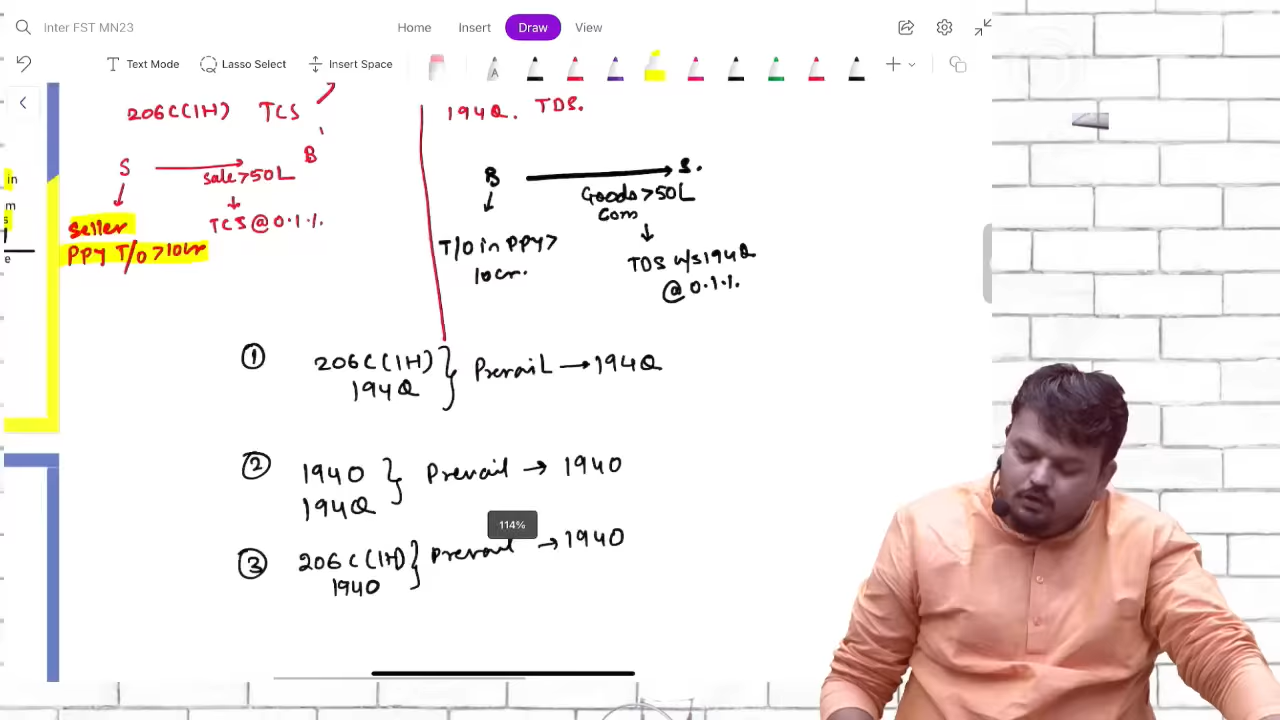 Inter FST MN23
Home
Insert
Draw
View
Text Mode
Lasso Select
Insert Space
in
m
s
e
206C(1H) TCS
S
B
Sale>50L
TCS@0.1%
Seller
PPY T/O>10cr
194Q. TDS.
B
S.
Goods>50L
Com
T/O in PPY>
10cr.
TDS u/s194Q
@0.1%
① 206C(1H)
194Q
Prevail → 194Q
② 194O
194Q
Prevail → 194O
114%
③ 206C(1H)
194O
Prevail → 194O